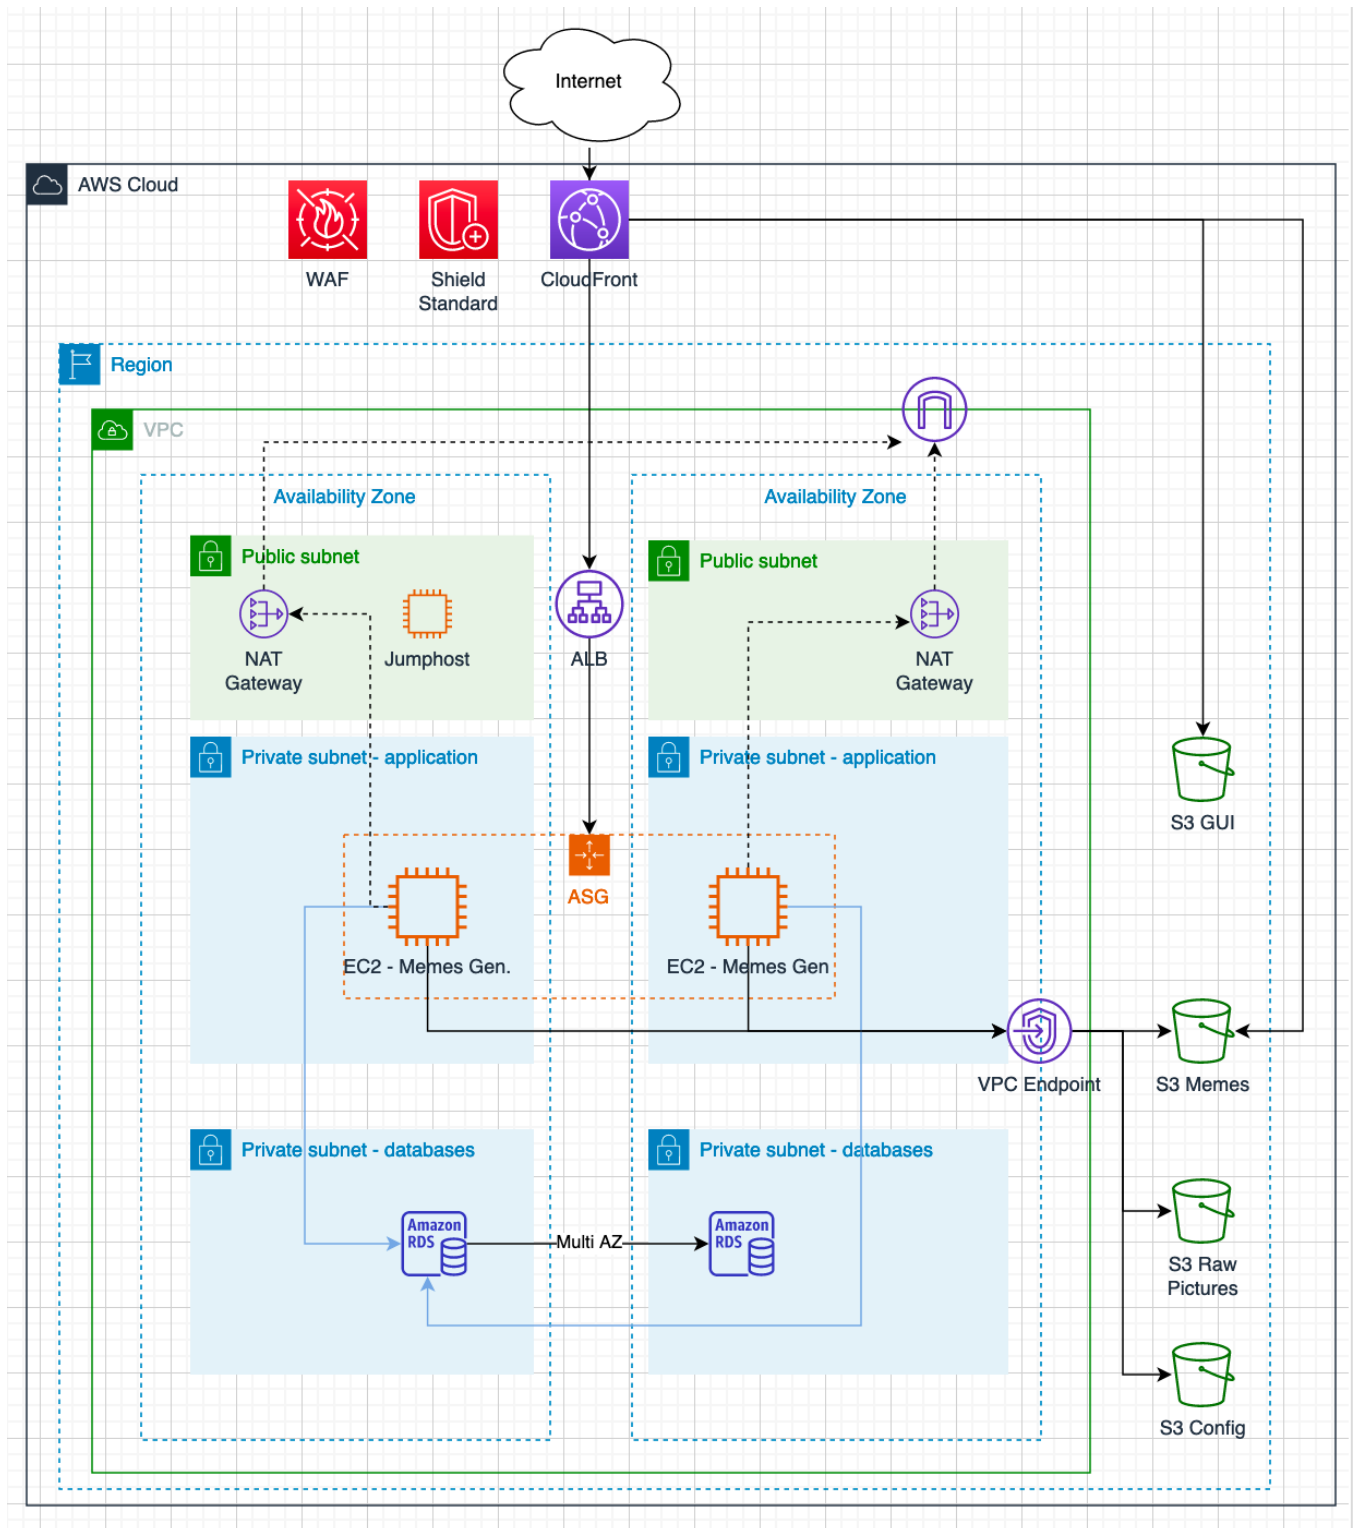 Internet
AWS Cloud
WAF
Shield
Standard
CloudFront
Region
VPC
Availability Zone
Availability Zone
Public subnet
Public subnet
NAT
Gateway
Jumphost
ALB
NAT
Gateway
Private subnet - application
Private subnet - application
S3 GUI
ASG
EC2 - Memes Gen.
EC2 - Memes Gen
VPC Endpoint
S3 Memes
Private subnet - databases
Private subnet - databases
Amazon
RDS
Multi AZ
Amazon
RDS
S3 Raw
Pictures
S3 Config